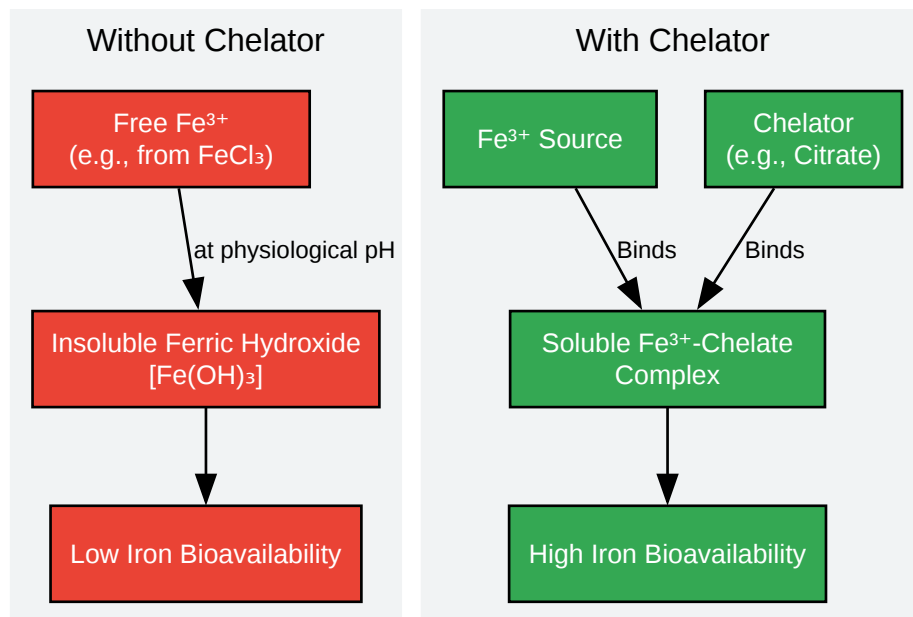 Without Chelator
Free Fe³⁺
(e.g., from FeCl₃)
at physiological pH
Insoluble Ferric Hydroxide
[Fe(OH)₃]
Low Iron Bioavailability
With Chelator
Fe³⁺ Source
Chelator
(e.g., Citrate)
Binds
Binds
Soluble Fe³⁺-Chelate
Complex
High Iron Bioavailability